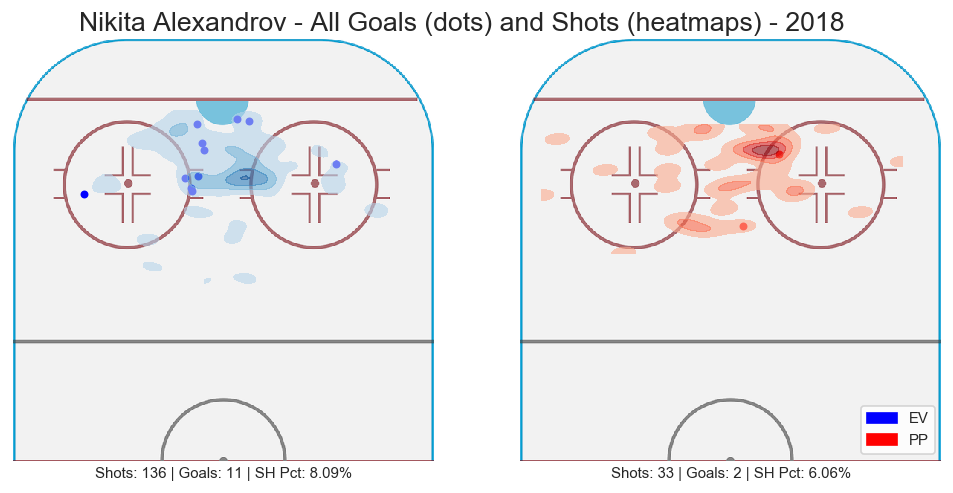 Nikita Alexandrov - All Goals (dots) and Shots (heatmaps) - 2018
EV
PP
Shots: 136 | Goals: 11 | SH Pct: 8.09%
Shots: 33 | Goals: 2 | SH Pct: 6.06%